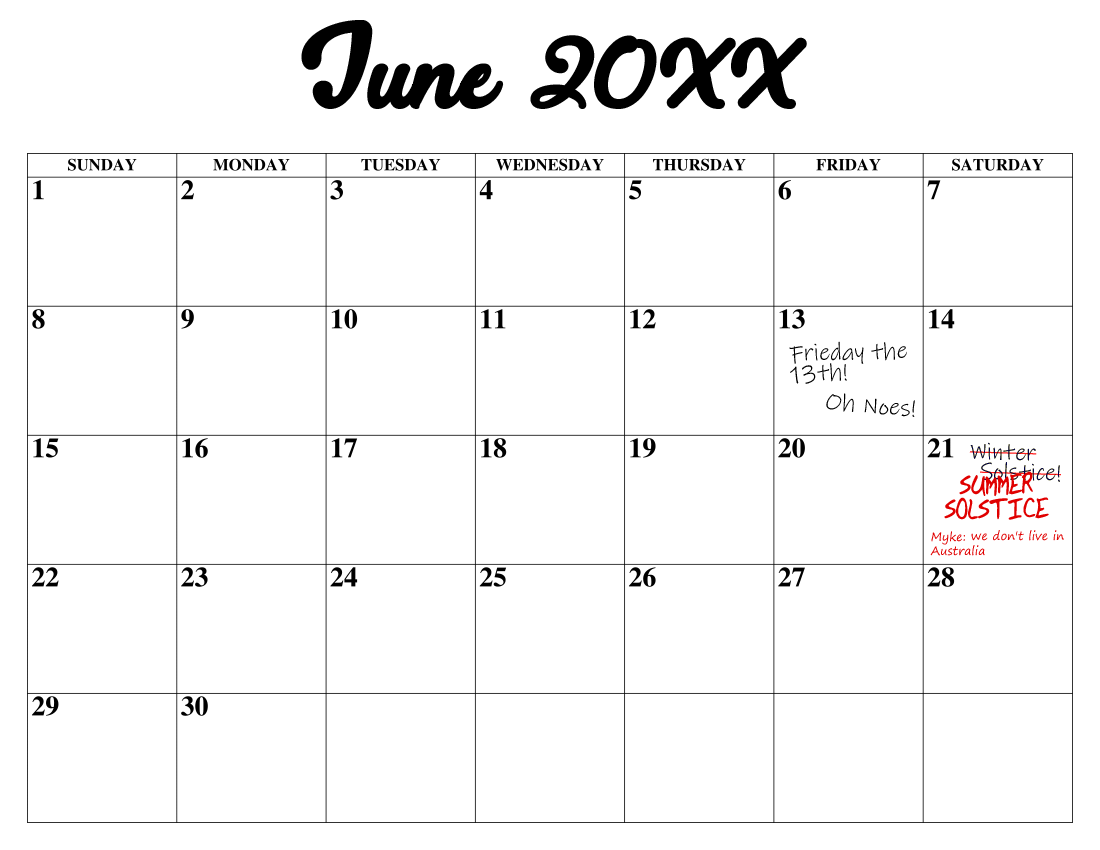 June 20XX
SUNDAY MONDAY TUESDAY WEDNESDAY THURSDAY FRIDAY SATURDAY
1 2 3 4 5 6 7
8 9 10 11 12 13 14
Frieday the
13th!
Oh Noes!
15 16 17 18 19 20 21
Winter
Solstice!
SUMMER
SOLSTICE
Myke: we don't live in
Australia
22 23 24 25 26 27 28
29 30